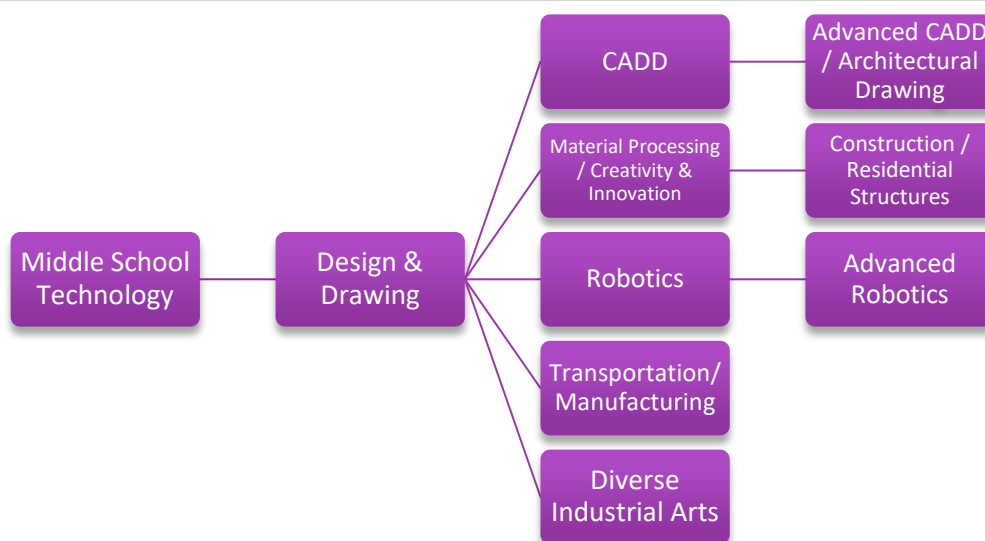 Middle School
Technology
Design &
Drawing
CADD
Advanced CADD
/ Architectural
Drawing
Material Processing
/ Creativity &
Innovation
Construction /
Residential
Structures
Robotics
Advanced
Robotics
Transportation/
Manufacturing
Diverse
Industrial Arts